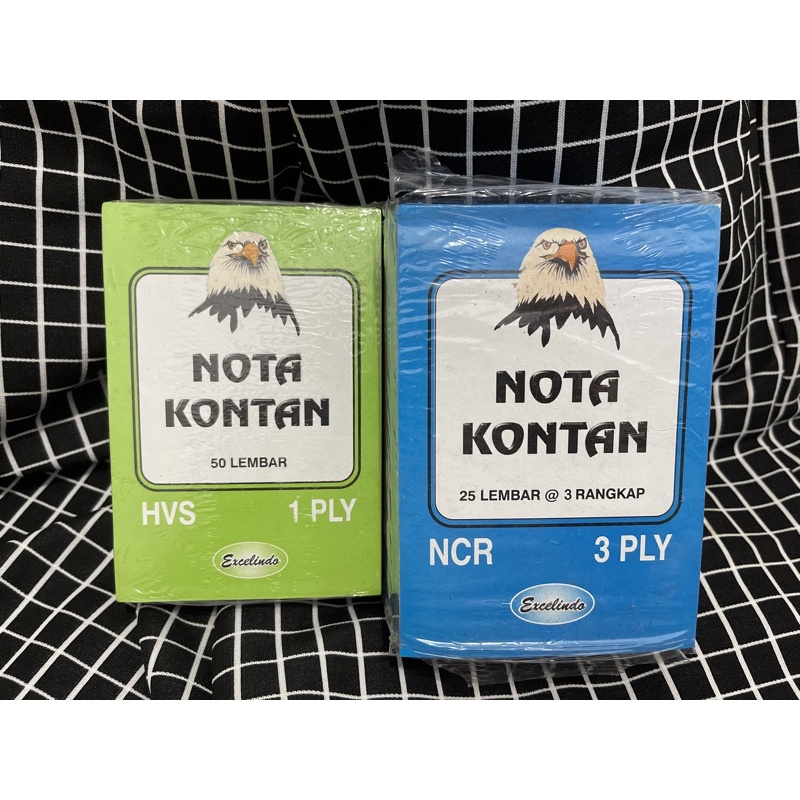 NOTA
KONTAN
50 LEMBAR
HVS 1 PLY
Excelindo
NOTA
KONTAN
25 LEMBAR @ 3 RANGKAP
NCR 3 PLY
Excelindo